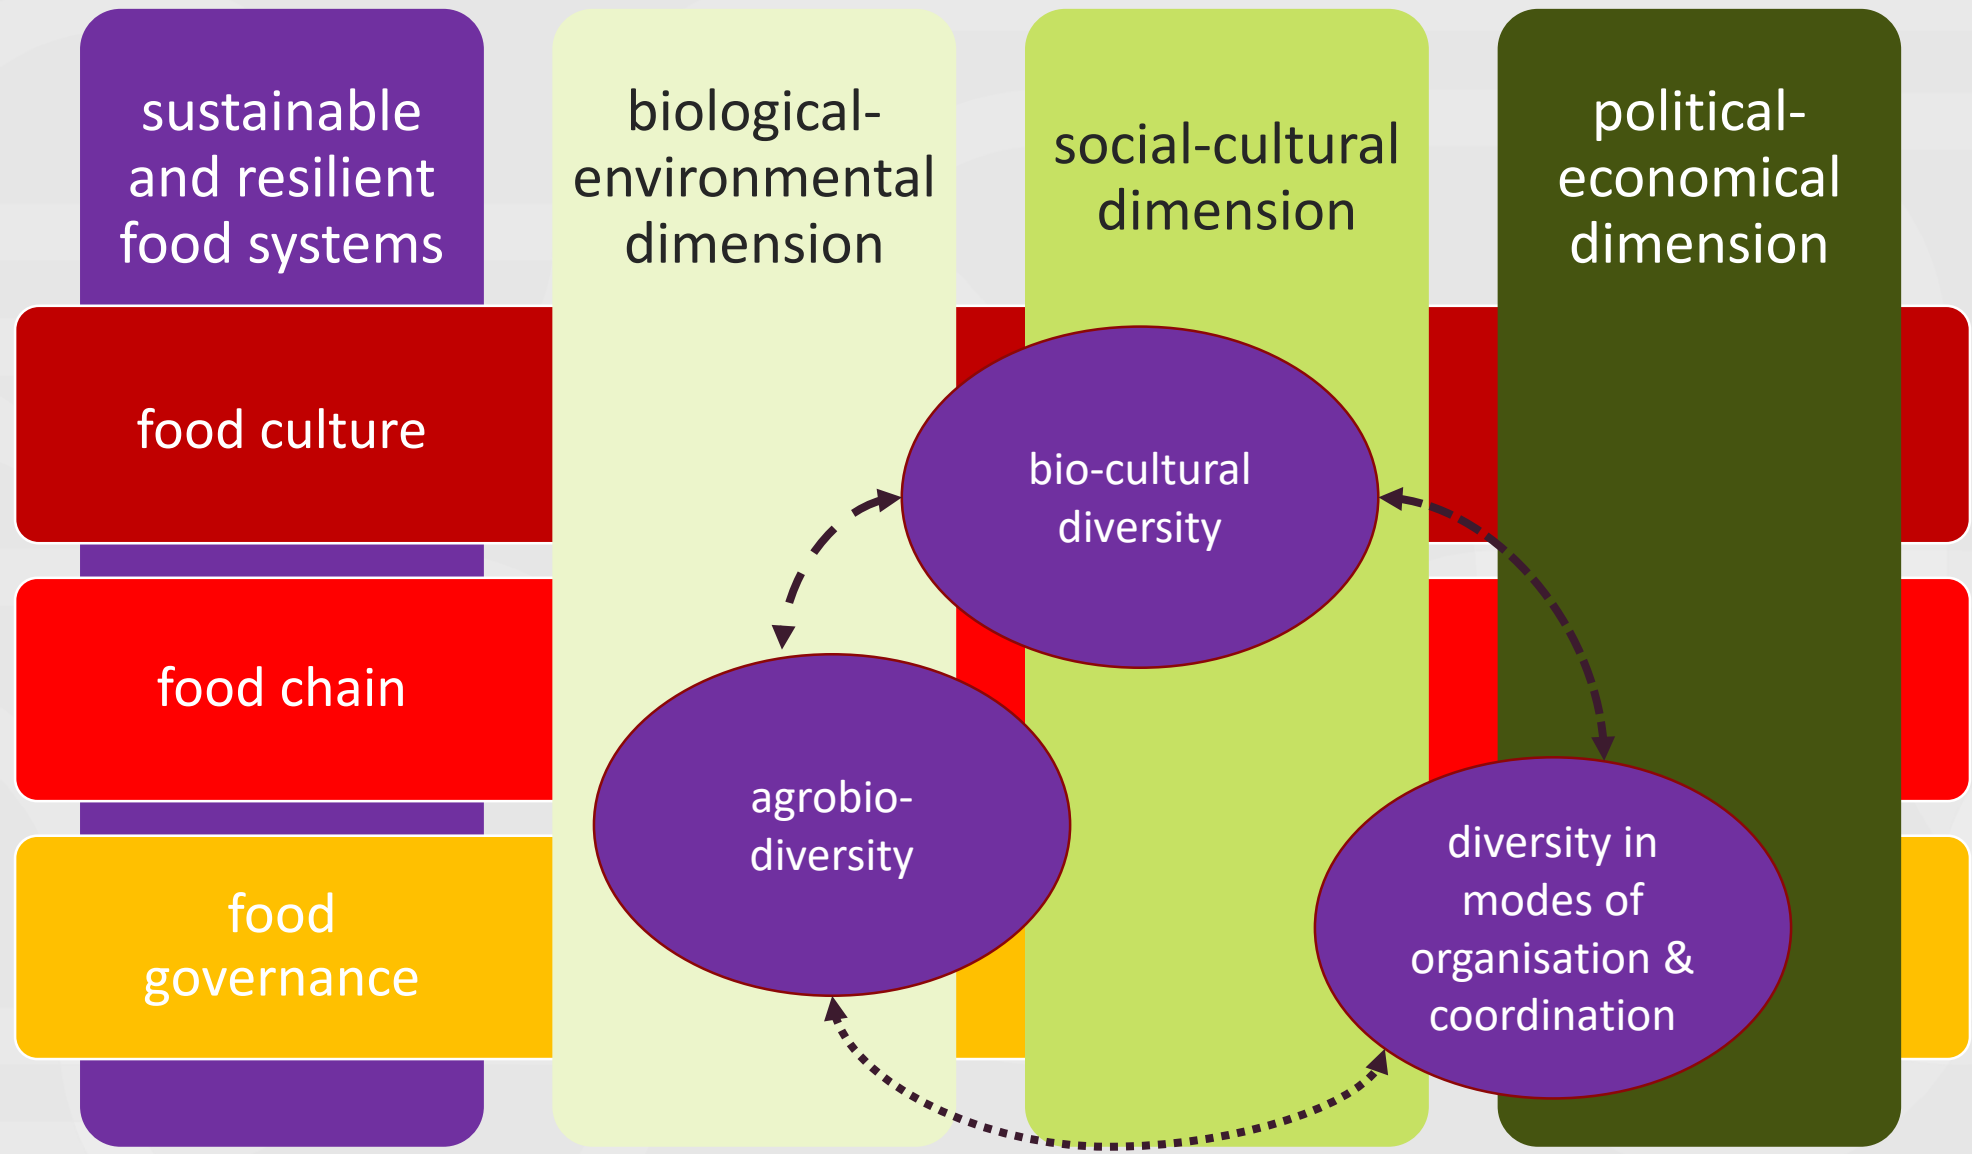 sustainable
and resilient
food systems
biological-
environmental
dimension
social-cultural
dimension
political-
economical
dimension
food culture
bio-cultural
diversity
food chain
agrobio-
diversity
food
governance
diversity in
modes of
organisation &
coordination